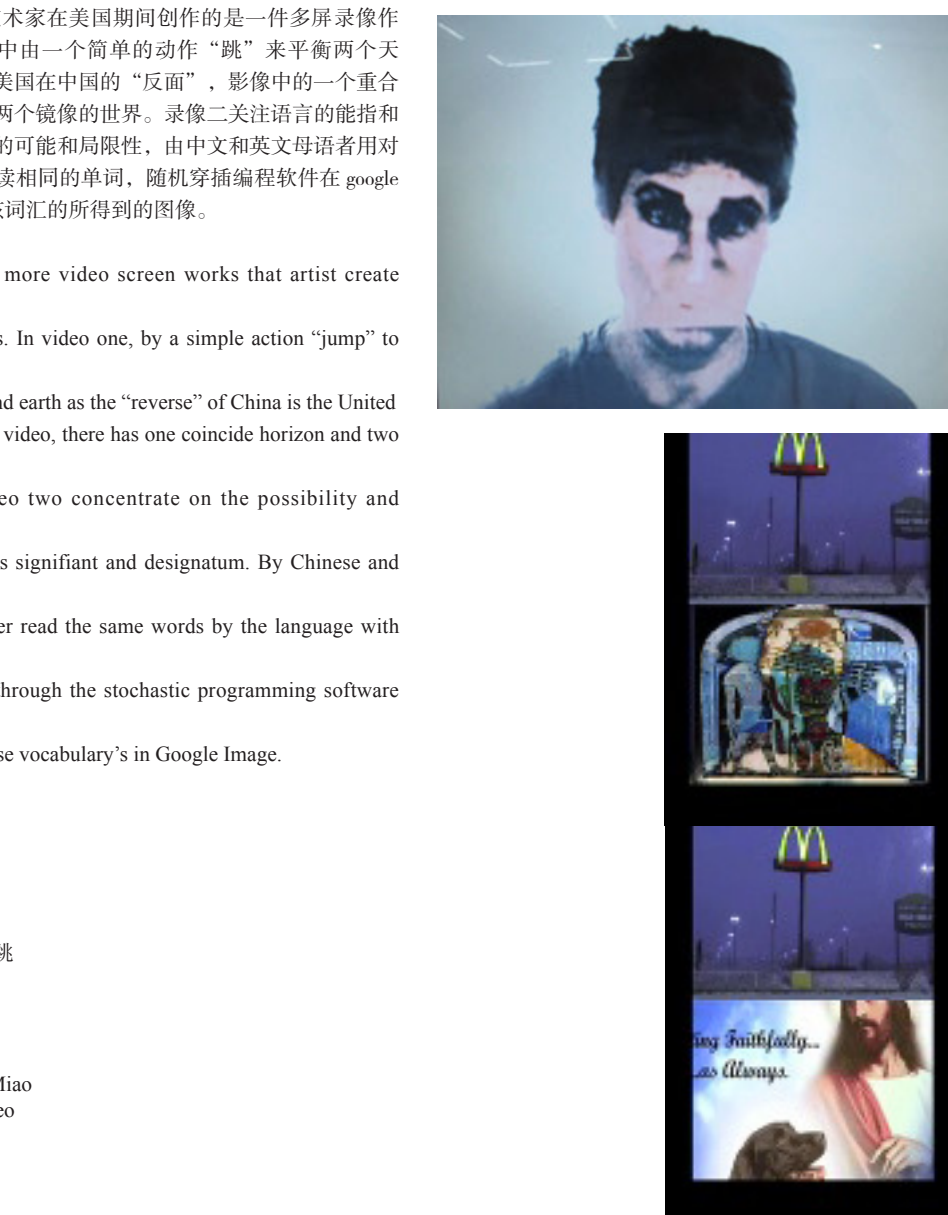 术家在美国期间创作的是一件多屏录像作
中由一个简单的动作“跳”来平衡两个天
美国在中国的“反面”，影像中的一个重合
两个镜像的世界。录像二关注语言的能指和
的可能和局限性，由中文和英文母语者用对
读相同的单词，随机穿插编程软件在 google
该词汇的所得到的图像。
more video screen works that artist create
s. In video one, by a simple action “jump” to
nd earth as the “reverse” of China is the United
video, there has one coincide horizon and two
eo two concentrate on the possibility and
s signifiant and designatum. By Chinese and
er read the same words by the language with
through the stochastic programming software
se vocabulary’s in Google Image.
跳
Miao
eo
ing Faithfully...
...as Always.